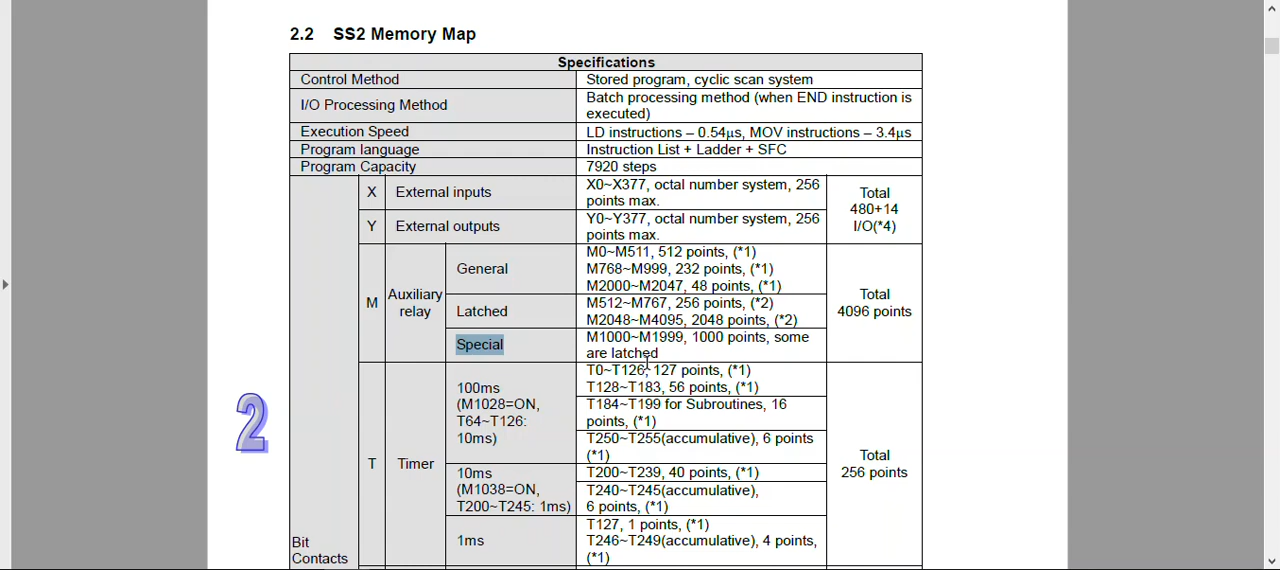 2.2 SS2 Memory Map
Specifications
Control Method
Stored program, cyclic scan system
I/O Processing Method
Batch processing method (when END instruction is
executed)
Execution Speed
LD instructions – 0.54μs, MOV instructions – 3.4μs
Program language
Instruction List + Ladder + SFC
Program Capacity
7920 steps
X
External inputs
X0~X377, octal number system, 256
points max.
Total
480+14
I/O(*4)
Y
External outputs
Y0~Y377, octal number system, 256
points max.
M
Auxiliary
relay
General
M0~M511, 512 points, (*1)
M768~M999, 232 points, (*1)
M2000~M2047, 48 points, (*1)
Latched
M512~M767, 256 points, (*2)
M2048~M4095, 2048 points, (*2)
Special
M1000~M1999, 1000 points, some
are latched
Total
4096 points
T
Timer
100ms
(M1028=ON,
T64~T126:
10ms)
T0~T126, 127 points, (*1)
T128~T183, 56 points, (*1)
T184~T199 for Subroutines, 16
points, (*1)
T250~T255(accumulative), 6 points
(*1)
10ms
(M1038=ON,
T200~T245: 1ms)
T200~T239, 40 points, (*1)
T240~T245(accumulative),
6 points, (*1)
1ms
T127, 1 points, (*1)
T246~T249(accumulative), 4 points,
(*1)
Total
256 points
Bit
Contacts
2